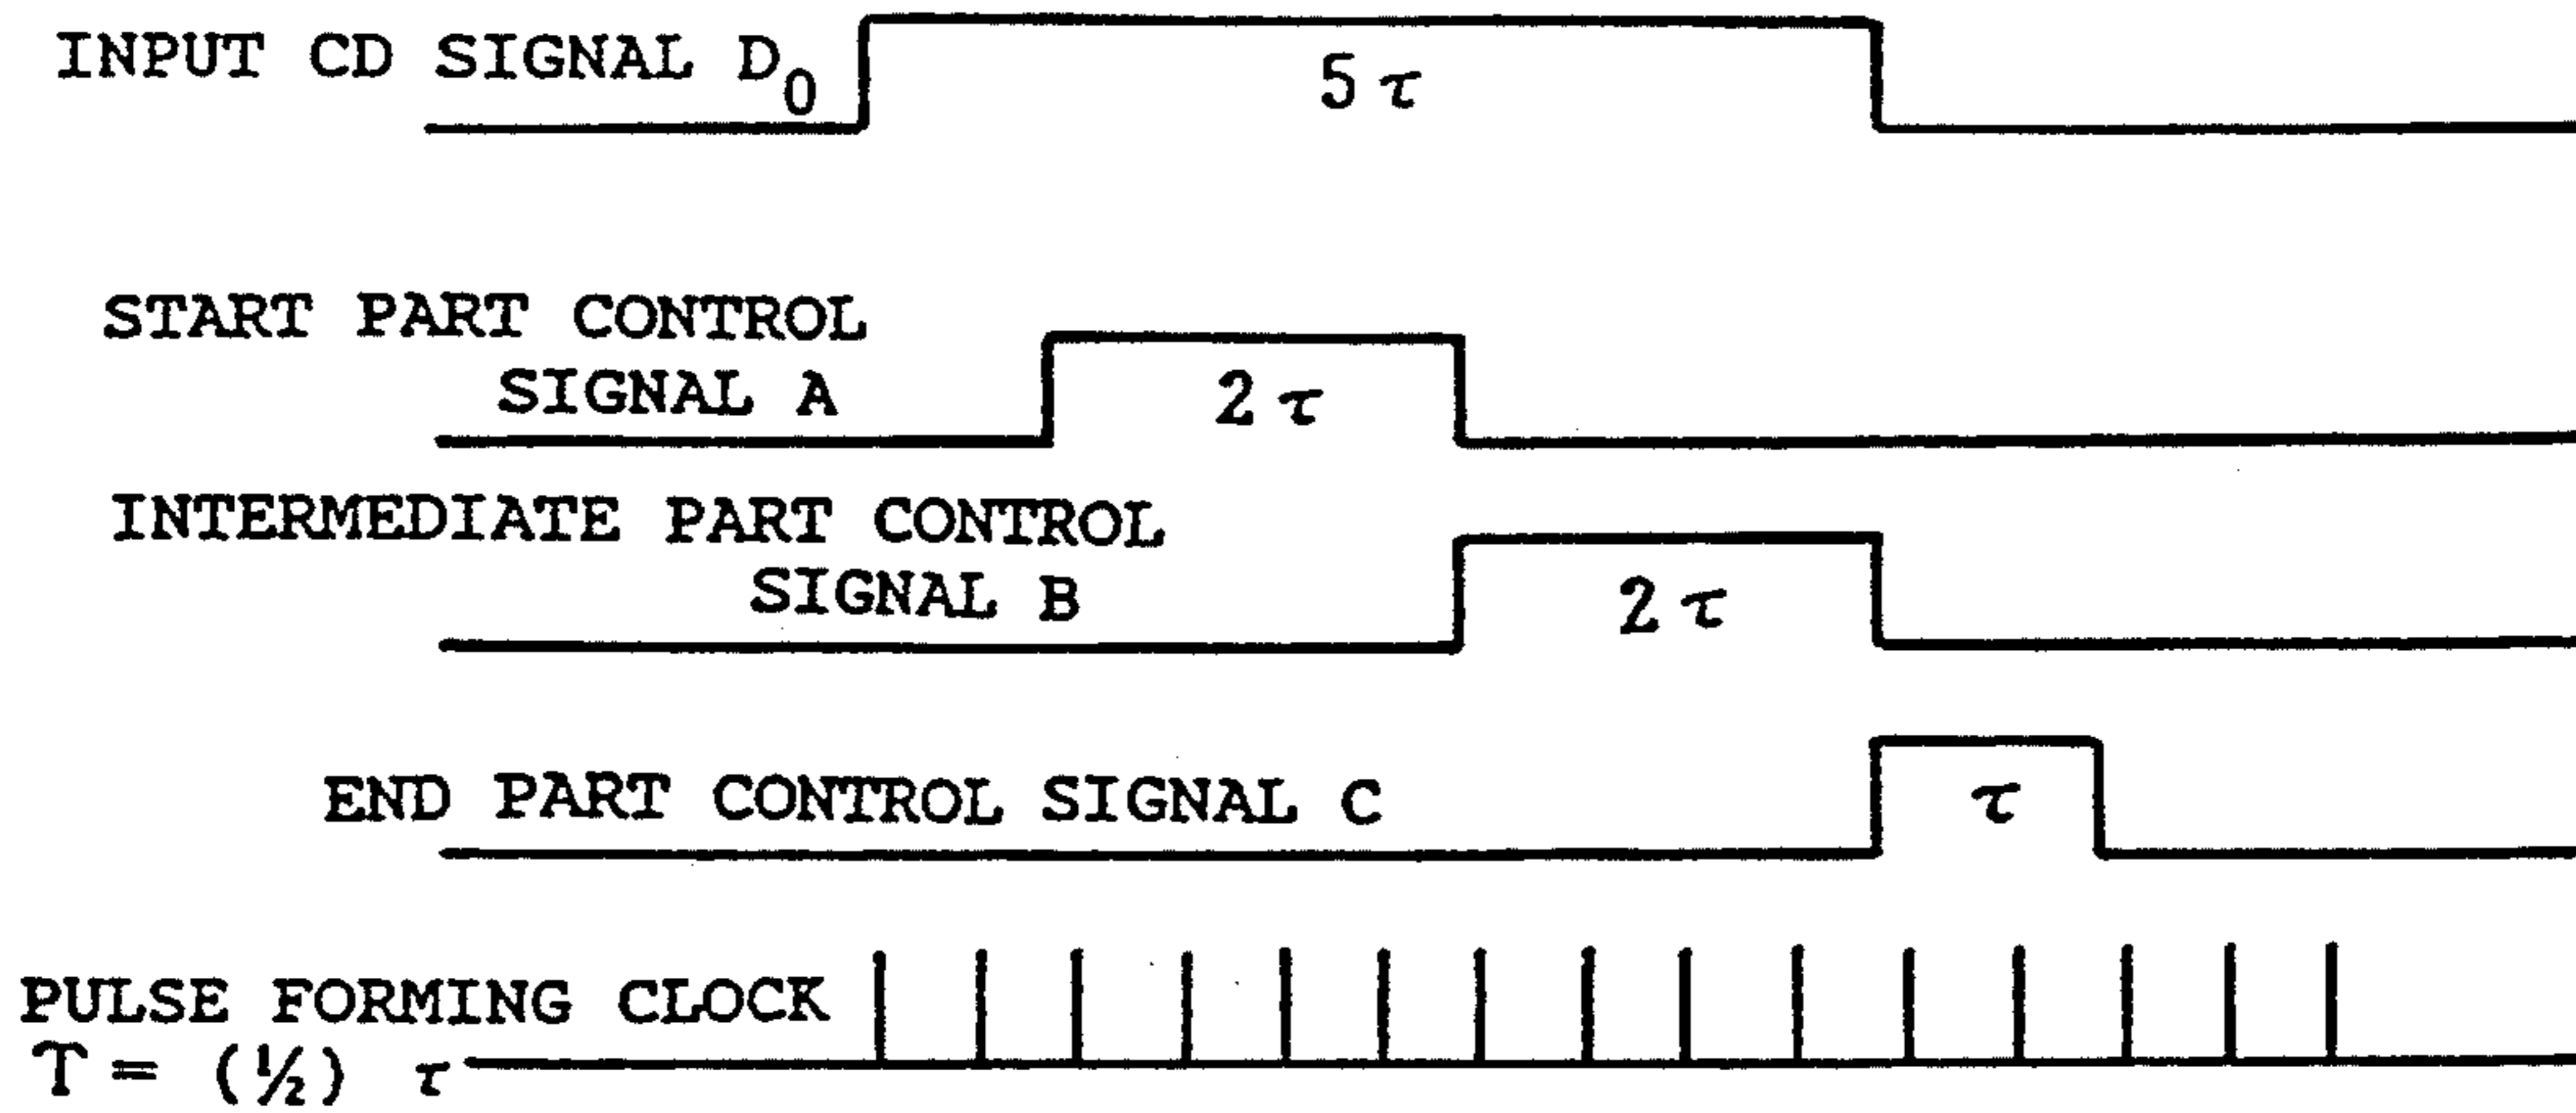 INPUT CD SIGNAL D₀
5τ
START PART CONTROL
SIGNAL A
2τ
INTERMEDIATE PART CONTROL
SIGNAL B
2τ
END PART CONTROL SIGNAL C
τ
PULSE FORMING CLOCK
T = (½) τ